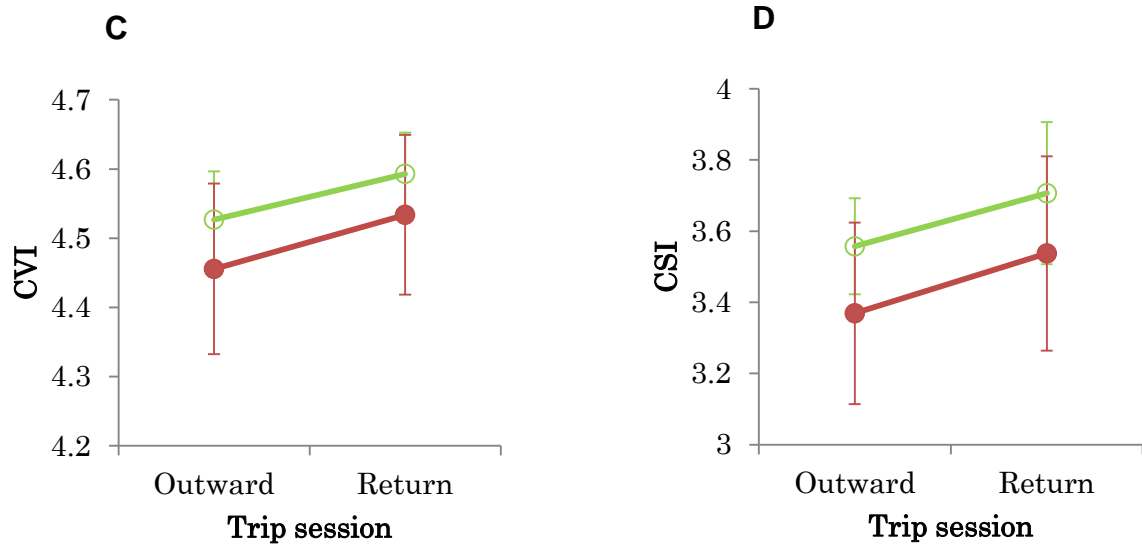 C
4.7
4.6
4.5
4.4
4.3
4.2
CVI
Outward Return
Trip session
D
4
3.8
3.6
3.4
3.2
3
CSI
Outward Return
Trip session